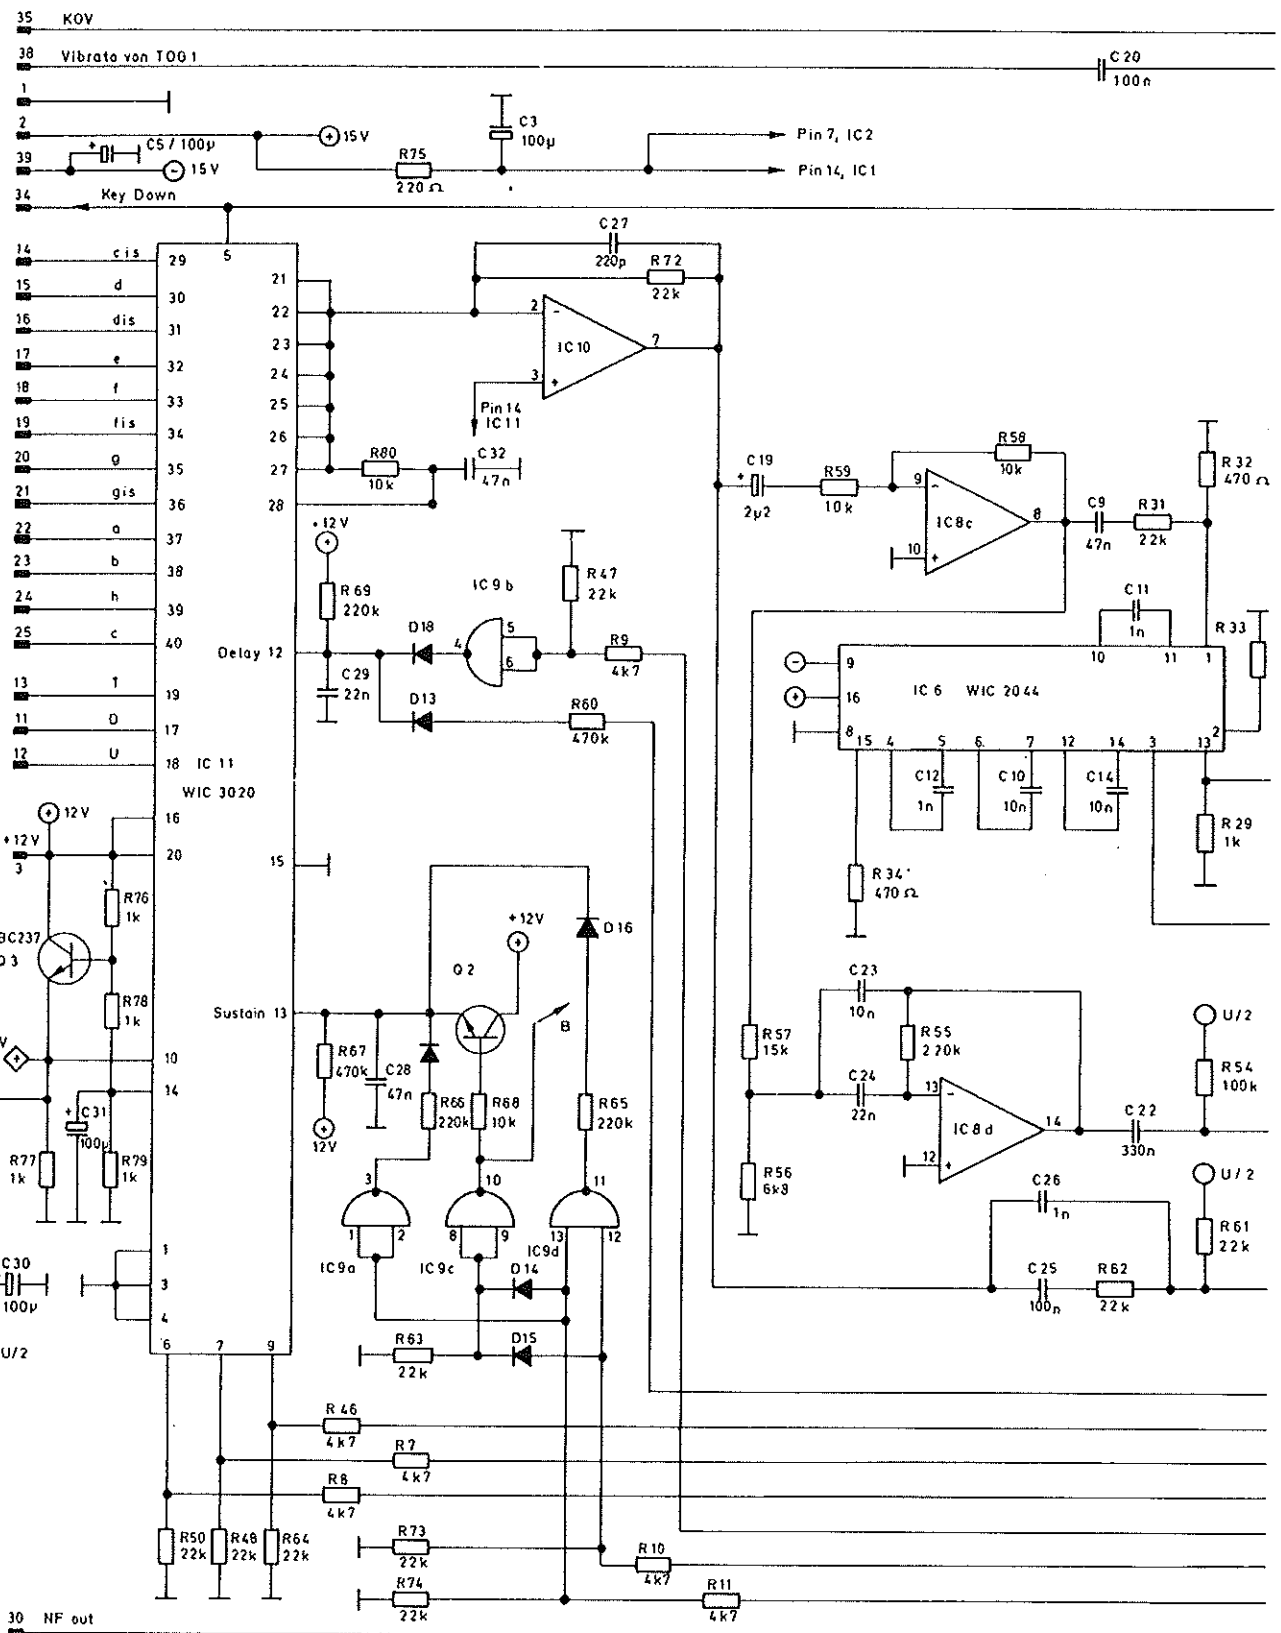 35 KOV
38 Vibrato von TOG1
C20
100n
1
2
15V
C3
100µ
Pin 7, IC2
C5 / 100µ
39
15V
R75
220Ω
Pin 14, IC1
34 Key Down
5
C27
220p
R72
22k
14 cis 29
15 d 30
16 dis 31
17 e 32
18 f 33
19 fis 34
20 g 35
21 gis 36
22 a 37
23 b 38
24 h 39
25 c 40
13 T 19
11 O 17
12 U 18 IC 11
WIC 3020
21
22
23
24
25
26
27
28
2
3
7
IC10
Pin 14
IC11
R80
10k
C32
47n
C19
2µ2
R59
10k
R58
10k
9
10
8
IC8c
C9
47n
R31
22k
R32
470Ω
+12V
R69
220k
IC9b
R47
22k
Delay 12
D18
4
5
6
R9
4k7
C29
22n
D13
R60
470k
C11
1n
R33
9
16
8
10
11
1
2
IC 6 WIC 2044
15 4 5 6 7 12 14 3 13
C12
1n
C10
10n
C14
10n
R29
1k
R34
470Ω
12V
+12V
3
16
20
15
R76
1k
BC237
R78
1k
10
14
C31
100µ
R77
1k
R79
1k
+12V
Q2
D16
Sustain 13
B
R67
470k
C28
47n
12V
R66
220k
R68
10k
R65
220k
3
1 2
IC9a
10
8 9
IC9c
11
13 12
IC9d
D14
D15
R63
22k
C23
10n
R57
15k
R55
220k
C24
22n
13
12
14
IC8d
C22
330n
U/2
R54
100k
U/2
R56
6k8
C26
1n
R61
22k
C25
100n
R62
22k
C30
100µ
U/2
1
3
4
6 7 9
R46
4k7
R7
4k7
R8
4k7
R50
22k
R48
22k
R64
22k
R73
22k
R10
4k7
R74
22k
R11
4k7
30 NF out